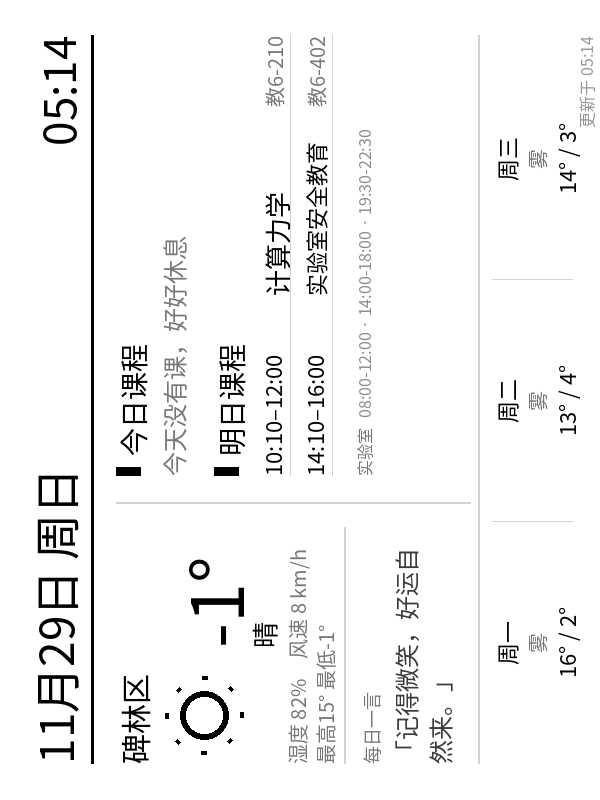 11月29日 周日
05:14
碑林区
-1°
晴
湿度 82% 风速 8 km/h
最高15° 最低-1°
每日一言
「记得微笑，好运自
然来。」
今日课程
今天没有课，好好休息
明日课程
10:10–12:00 计算力学 教6-210
14:10–16:00 实验室安全教育 教6-402
实验室 08:00-12:00 · 14:00-18:00 · 19:30-22:30
周一
雾
16° / 2°
周二
雾
13° / 4°
周三
雾
14° / 3°
更新于 05:14